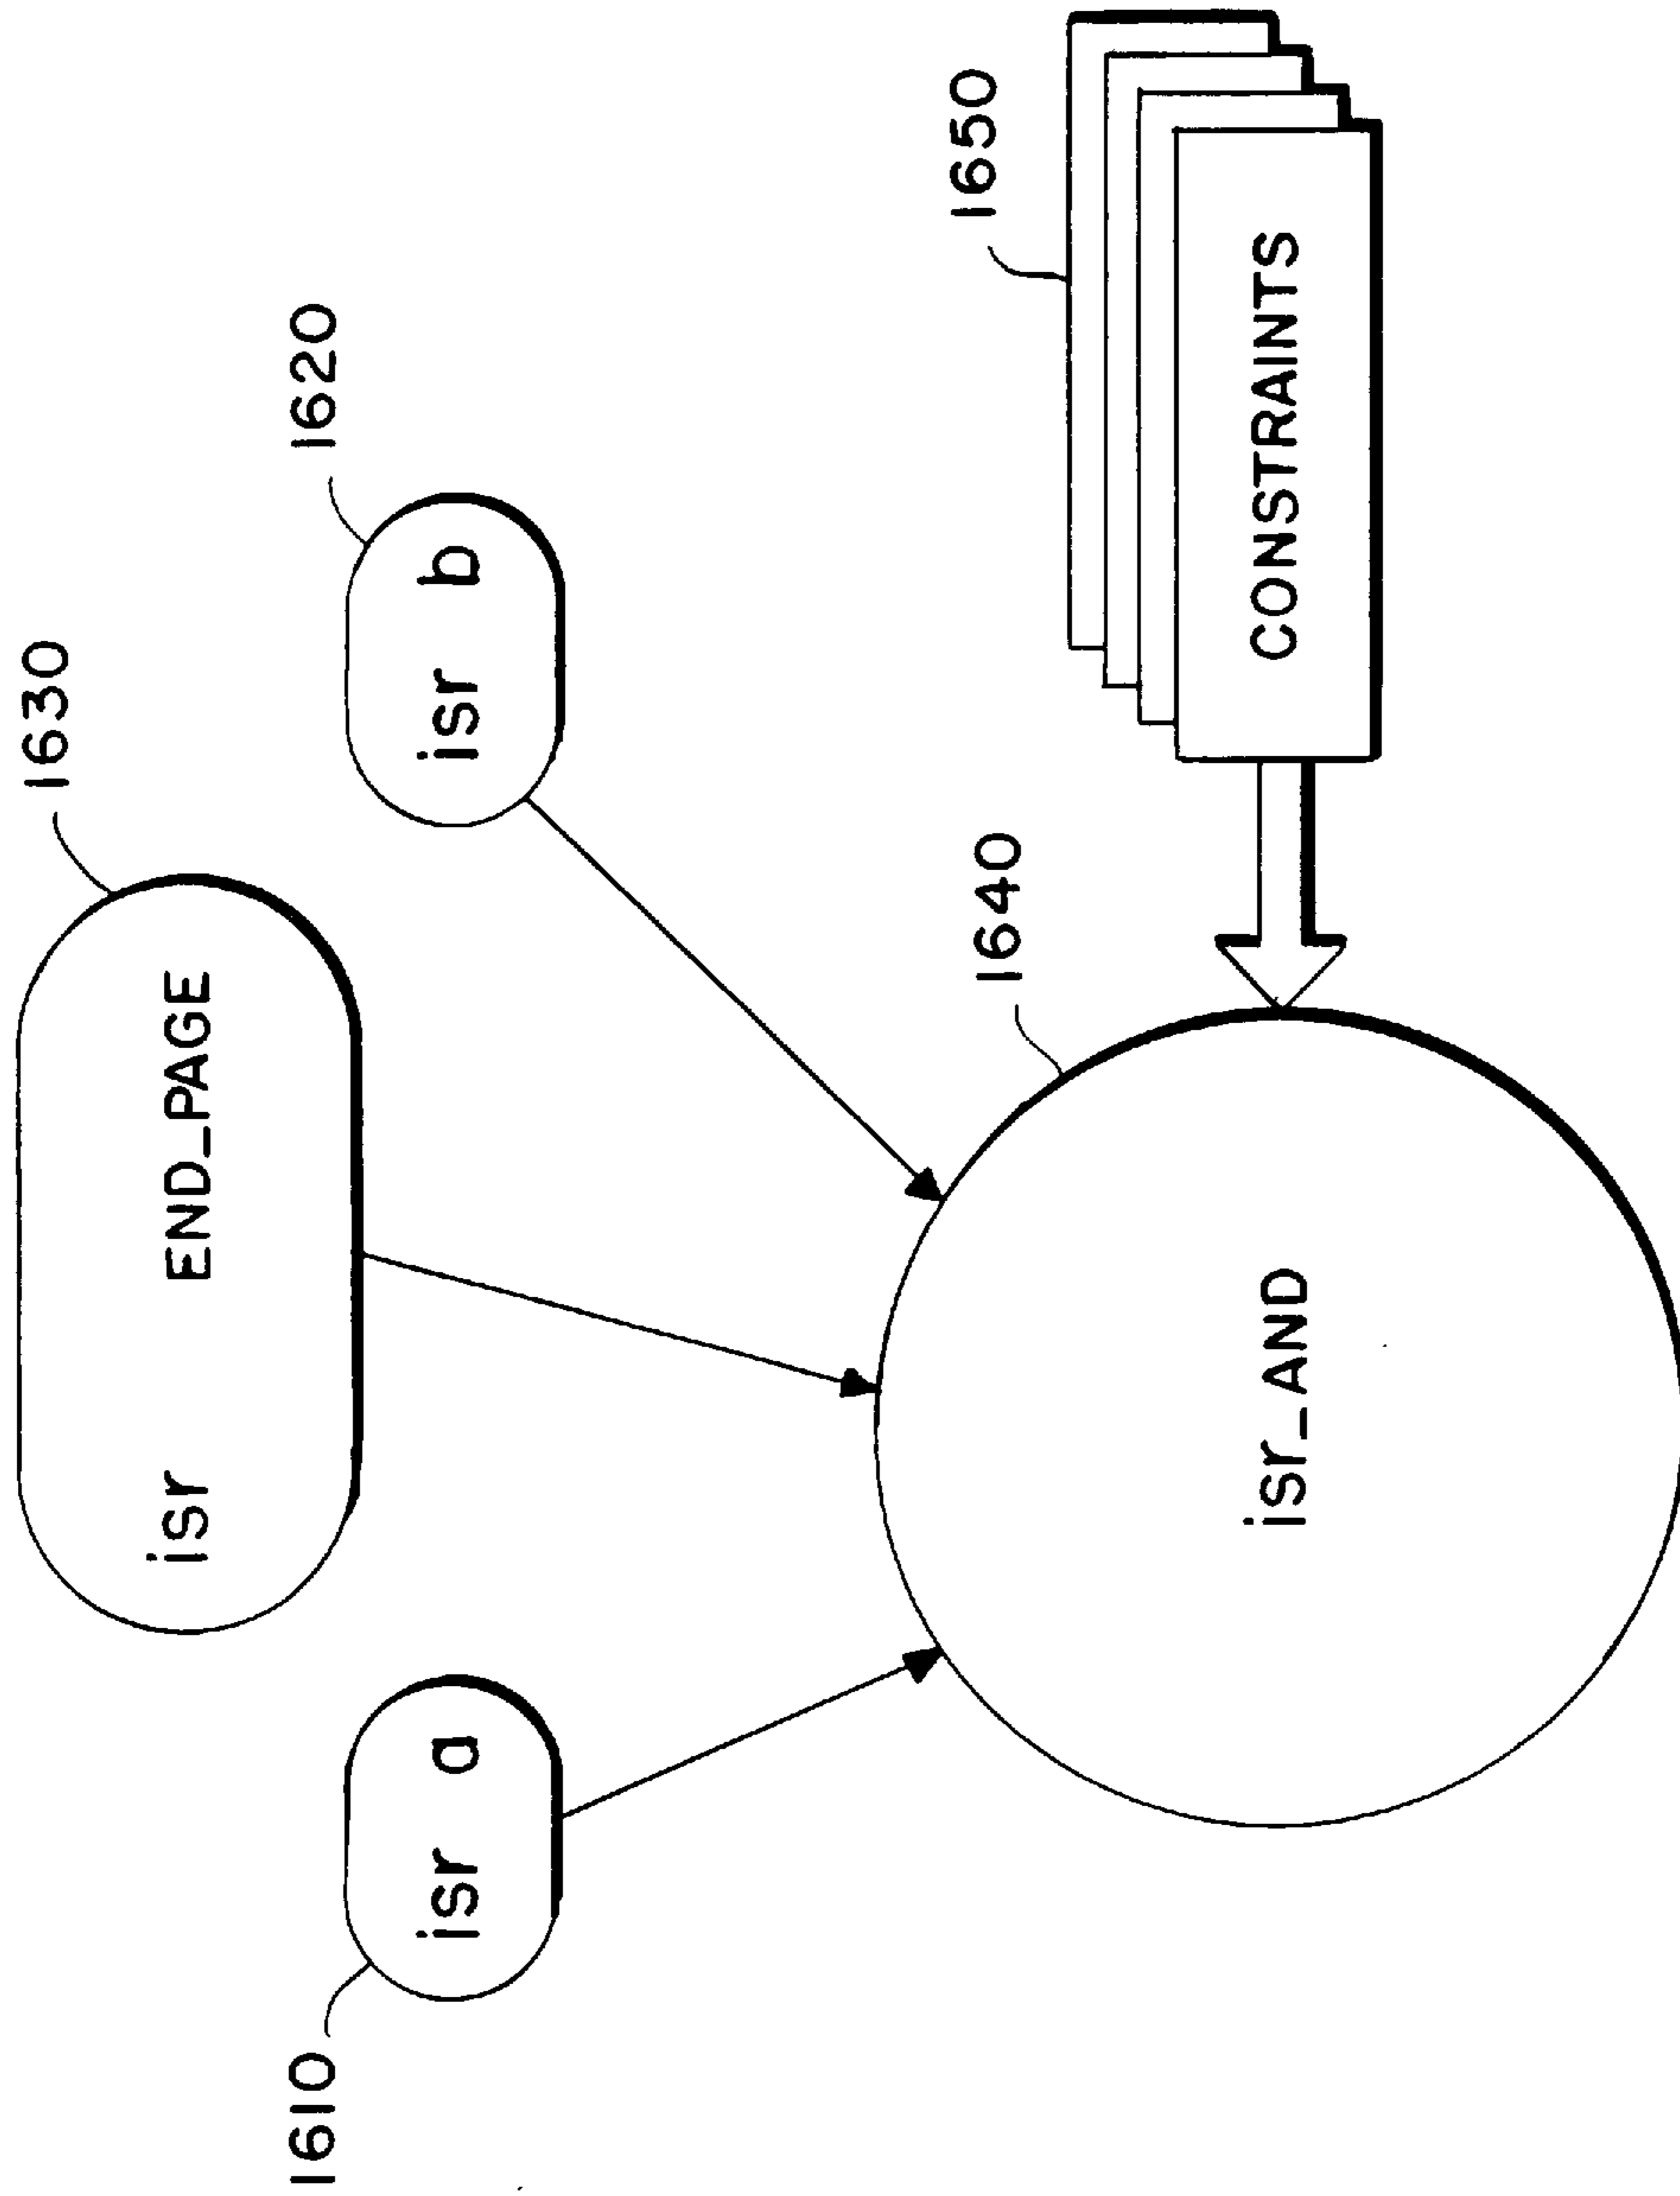 1630
isr END_PAGE
1610
isr a
1620
isr b
1640
isr_AND
1650
CONSTRAINTS